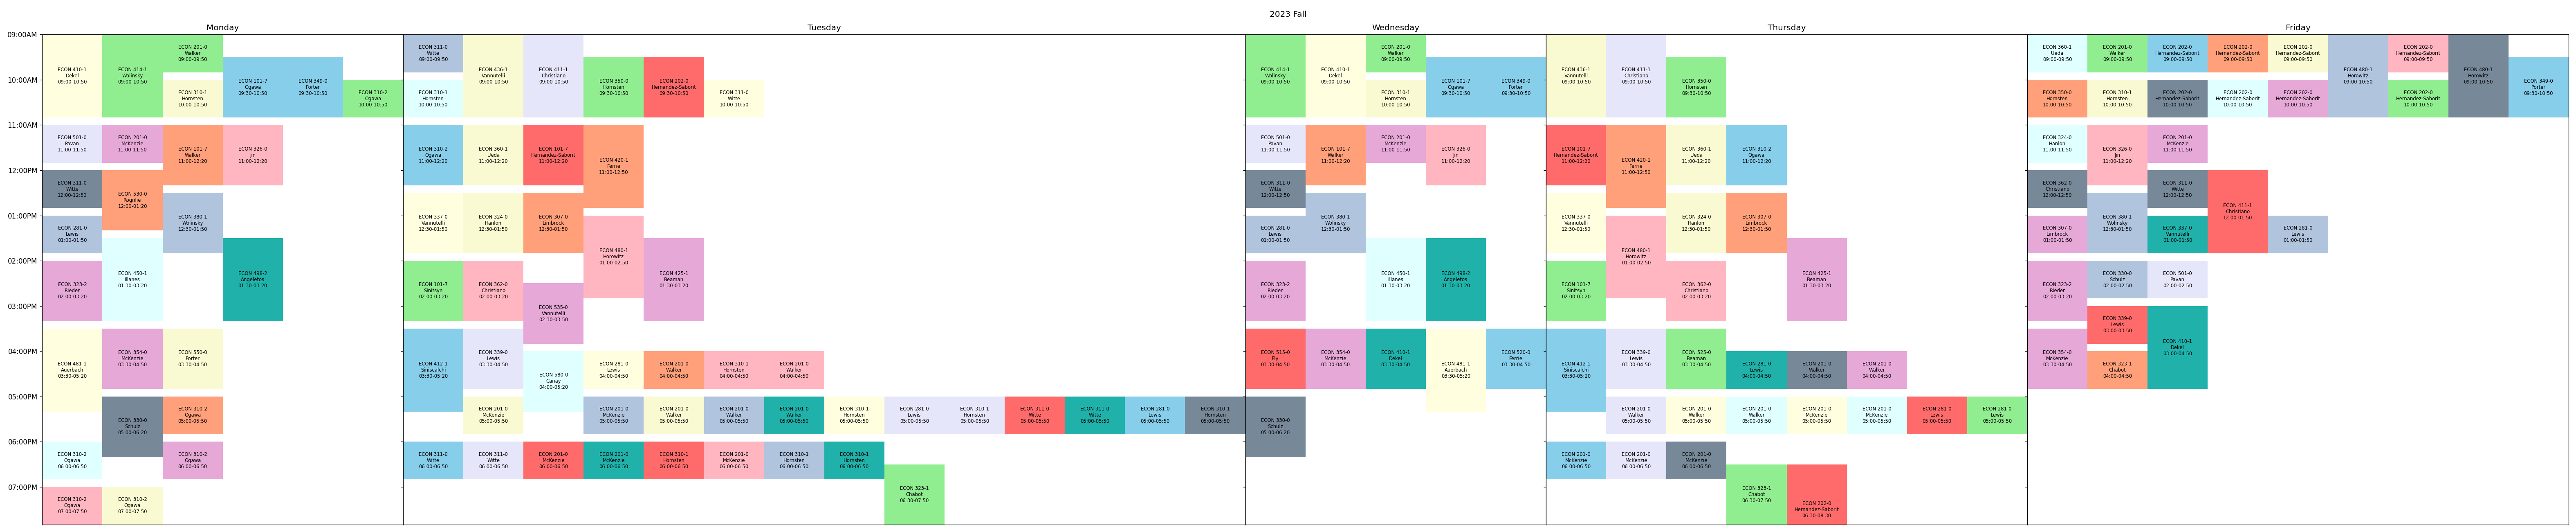 2023 Fall
Monday
Tuesday
Wednesday
Thursday
Friday
09:00AM
10:00AM
11:00AM
12:00PM
01:00PM
02:00PM
03:00PM
04:00PM
05:00PM
06:00PM
07:00PM
ECON 410-1
Dekel
09:00-10:50
ECON 414-1
Wolinsky
09:00-10:50
ECON 201-0
Walker
09:00-09:50
ECON 310-1
Hornsten
10:00-10:50
ECON 101-7
Ogawa
09:30-10:50
ECON 349-0
Porter
09:30-10:50
ECON 310-2
Ogawa
10:00-10:50
ECON 501-0
Pavan
11:00-11:50
ECON 201-0
McKenzie
11:00-11:50
ECON 101-7
Walker
11:00-12:20
ECON 326-0
Jin
11:00-12:20
ECON 311-0
Witte
12:00-12:50
ECON 530-0
Rognlie
12:00-01:20
ECON 380-1
Wolinsky
12:30-01:50
ECON 281-0
Lewis
01:00-01:50
ECON 450-1
Illanes
01:30-03:20
ECON 498-2
Angeletos
01:30-03:20
ECON 323-2
Rieder
02:00-03:20
ECON 481-1
Auerbach
03:30-05:20
ECON 354-0
McKenzie
03:30-04:50
ECON 550-0
Porter
03:30-04:50
ECON 330-0
Schulz
05:00-06:20
ECON 310-2
Ogawa
05:00-05:50
ECON 310-2
Ogawa
06:00-06:50
ECON 310-2
Ogawa
06:00-06:50
ECON 310-2
Ogawa
07:00-07:50
ECON 310-2
Ogawa
07:00-07:50
ECON 311-0
Witte
09:00-09:50
ECON 310-1
Hornsten
10:00-10:50
ECON 436-1
Vannutelli
09:00-10:50
ECON 411-1
Christiano
09:00-10:50
ECON 350-0
Hornsten
09:30-10:50
ECON 202-0
Hernandez-Saborit
09:30-10:50
ECON 311-0
Witte
10:00-10:50
ECON 310-2
Ogawa
11:00-12:20
ECON 360-1
Ueda
11:00-12:20
ECON 101-7
Hernandez-Saborit
11:00-12:20
ECON 420-1
Ferrie
11:00-12:50
ECON 337-0
Vannutelli
12:30-01:50
ECON 324-0
Hanlon
12:30-01:50
ECON 307-0
Limbrock
12:30-01:50
ECON 480-1
Horowitz
01:00-02:50
ECON 425-1
Beaman
01:30-03:20
ECON 101-7
Sinitsyn
02:00-03:20
ECON 362-0
Christiano
02:00-03:20
ECON 535-0
Vannutelli
02:30-03:50
ECON 412-1
Siniscalchi
03:30-05:20
ECON 339-0
Lewis
03:30-04:50
ECON 580-0
Canay
04:00-05:20
ECON 281-0
Lewis
04:00-04:50
ECON 201-0
Walker
04:00-04:50
ECON 310-1
Hornsten
04:00-04:50
ECON 201-0
Walker
04:00-04:50
ECON 201-0
McKenzie
05:00-05:50
ECON 201-0
McKenzie
05:00-05:50
ECON 201-0
Walker
05:00-05:50
ECON 201-0
Walker
05:00-05:50
ECON 201-0
Walker
05:00-05:50
ECON 310-1
Hornsten
05:00-05:50
ECON 281-0
Lewis
05:00-05:50
ECON 310-1
Hornsten
05:00-05:50
ECON 311-0
Witte
05:00-05:50
ECON 311-0
Witte
05:00-05:50
ECON 281-0
Lewis
05:00-05:50
ECON 310-1
Hornsten
05:00-05:50
ECON 311-0
Witte
06:00-06:50
ECON 311-0
Witte
06:00-06:50
ECON 201-0
McKenzie
06:00-06:50
ECON 201-0
McKenzie
06:00-06:50
ECON 310-1
Hornsten
06:00-06:50
ECON 201-0
McKenzie
06:00-06:50
ECON 310-1
Hornsten
06:00-06:50
ECON 310-1
Hornsten
06:00-06:50
ECON 323-1
Chabot
06:30-07:50
ECON 414-1
Wolinsky
09:00-10:50
ECON 410-1
Dekel
09:00-10:50
ECON 201-0
Walker
09:00-09:50
ECON 310-1
Hornsten
10:00-10:50
ECON 101-7
Ogawa
09:30-10:50
ECON 349-0
Porter
09:30-10:50
ECON 501-0
Pavan
11:00-11:50
ECON 101-7
Walker
11:00-12:20
ECON 201-0
McKenzie
11:00-11:50
ECON 326-0
Jin
11:00-12:20
ECON 311-0
Witte
12:00-12:50
ECON 380-1
Wolinsky
12:30-01:50
ECON 281-0
Lewis
01:00-01:50
ECON 450-1
Illanes
01:30-03:20
ECON 498-2
Angeletos
01:30-03:20
ECON 323-2
Rieder
02:00-03:20
ECON 515-0
Ely
03:30-04:50
ECON 354-0
McKenzie
03:30-04:50
ECON 410-1
Dekel
03:30-04:50
ECON 481-1
Auerbach
03:30-05:20
ECON 520-0
Ferrie
03:30-04:50
ECON 330-0
Schulz
05:00-06:20
ECON 436-1
Vannutelli
09:00-10:50
ECON 411-1
Christiano
09:00-10:50
ECON 350-0
Hornsten
09:30-10:50
ECON 101-7
Hernandez-Saborit
11:00-12:20
ECON 420-1
Ferrie
11:00-12:50
ECON 360-1
Ueda
11:00-12:20
ECON 310-2
Ogawa
11:00-12:20
ECON 337-0
Vannutelli
12:30-01:50
ECON 480-1
Horowitz
01:00-02:50
ECON 324-0
Hanlon
12:30-01:50
ECON 307-0
Limbrock
12:30-01:50
ECON 425-1
Beaman
01:30-03:20
ECON 101-7
Sinitsyn
02:00-03:20
ECON 362-0
Christiano
02:00-03:20
ECON 412-1
Siniscalchi
03:30-05:20
ECON 339-0
Lewis
03:30-04:50
ECON 525-0
Beaman
03:30-04:50
ECON 281-0
Lewis
04:00-04:50
ECON 201-0
Walker
04:00-04:50
ECON 201-0
Walker
04:00-04:50
ECON 201-0
Walker
05:00-05:50
ECON 201-0
Walker
05:00-05:50
ECON 201-0
Walker
05:00-05:50
ECON 201-0
McKenzie
05:00-05:50
ECON 201-0
McKenzie
05:00-05:50
ECON 281-0
Lewis
05:00-05:50
ECON 281-0
Lewis
05:00-05:50
ECON 201-0
McKenzie
06:00-06:50
ECON 201-0
McKenzie
06:00-06:50
ECON 201-0
McKenzie
06:00-06:50
ECON 323-1
Chabot
06:30-07:50
ECON 202-0
Hernandez-Saborit
06:30-08:30
ECON 360-1
Ueda
09:00-09:50
ECON 201-0
Walker
09:00-09:50
ECON 202-0
Hernandez-Saborit
09:00-09:50
ECON 202-0
Hernandez-Saborit
09:00-09:50
ECON 202-0
Hernandez-Saborit
09:00-09:50
ECON 480-1
Horowitz
09:00-10:50
ECON 202-0
Hernandez-Saborit
09:00-09:50
ECON 480-1
Horowitz
09:00-10:50
ECON 349-0
Porter
09:30-10:50
ECON 350-0
Hornsten
10:00-10:50
ECON 310-1
Hornsten
10:00-10:50
ECON 202-0
Hernandez-Saborit
10:00-10:50
ECON 202-0
Hernandez-Saborit
10:00-10:50
ECON 202-0
Hernandez-Saborit
10:00-10:50
ECON 202-0
Hernandez-Saborit
10:00-10:50
ECON 324-0
Hanlon
11:00-11:50
ECON 326-0
Jin
11:00-12:20
ECON 201-0
McKenzie
11:00-11:50
ECON 362-0
Christiano
12:00-12:50
ECON 380-1
Wolinsky
12:30-01:50
ECON 311-0
Witte
12:00-12:50
ECON 411-1
Christiano
12:00-01:50
ECON 307-0
Limbrock
01:00-01:50
ECON 337-0
Vannutelli
01:00-01:50
ECON 281-0
Lewis
01:00-01:50
ECON 323-2
Rieder
02:00-03:20
ECON 330-0
Schulz
02:00-02:50
ECON 501-0
Pavan
02:00-02:50
ECON 339-0
Lewis
03:00-03:50
ECON 410-1
Dekel
03:00-04:50
ECON 354-0
McKenzie
03:30-04:50
ECON 323-1
Chabot
04:00-04:50